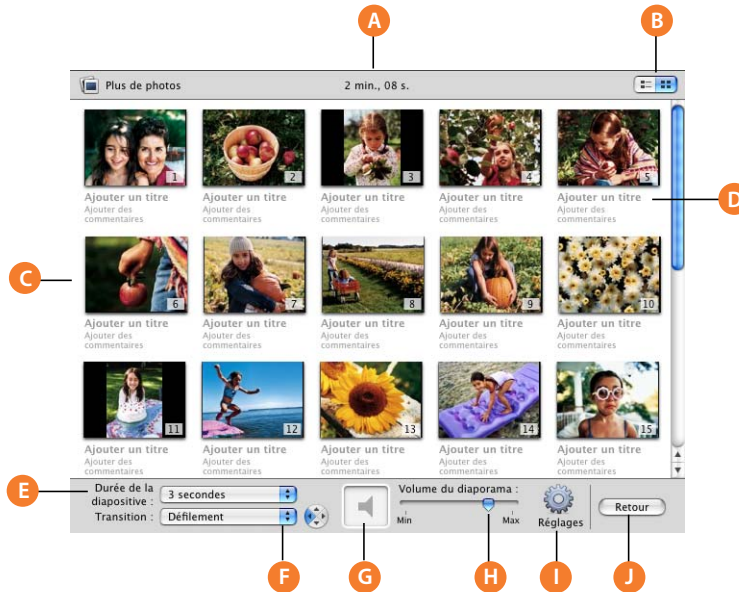 A
B
Plus de photos
2 min., 08 s.
1
2
3
4
5
Ajouter un titre
Ajouter un titre
Ajouter un titre
Ajouter un titre
Ajouter un titre
D
Ajouter des
commentaires
Ajouter des
commentaires
Ajouter des
commentaires
Ajouter des
commentaires
Ajouter des
commentaires
C
6
7
8
9
10
Ajouter un titre
Ajouter un titre
Ajouter un titre
Ajouter un titre
Ajouter un titre
Ajouter des
commentaires
Ajouter des
commentaires
Ajouter des
commentaires
Ajouter des
commentaires
Ajouter des
commentaires
11
12
13
14
15
Ajouter un titre
Ajouter un titre
Ajouter un titre
Ajouter un titre
Ajouter un titre
Ajouter des
commentaires
Ajouter des
commentaires
Ajouter des
commentaires
Ajouter des
commentaires
Ajouter des
commentaires
E
Durée de la
diapositive :
3 secondes
Transition :
Défilement
Volume du diaporama :
Min
Max
Réglages
Retour
F
G
H
I
J